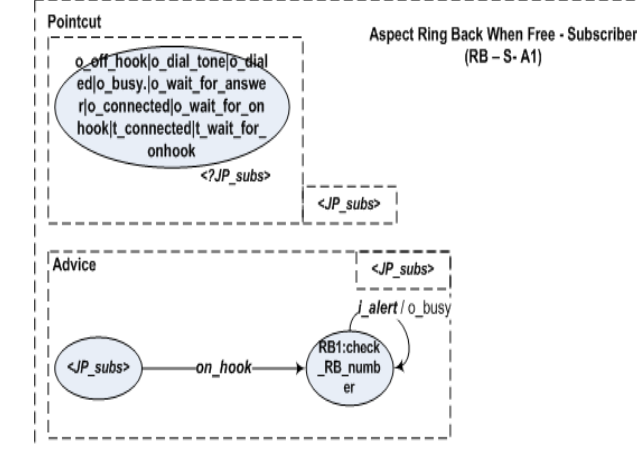 Pointcut
Aspect Ring Back When Free - Subscriber
(RB – S- A1)
o_off_hook|o_dial_tone|o_dial
ed|o_busy.|o_wait_for_answe
r|o_connected|o_wait_for_on
hook|t_connected|t_wait_for_
onhook
<?JP_subs>
<JP_subs>
Advice
<JP_subs>
i_alert / o_busy
<JP_subs>
on_hook
RB1:check
_RB_numb
er